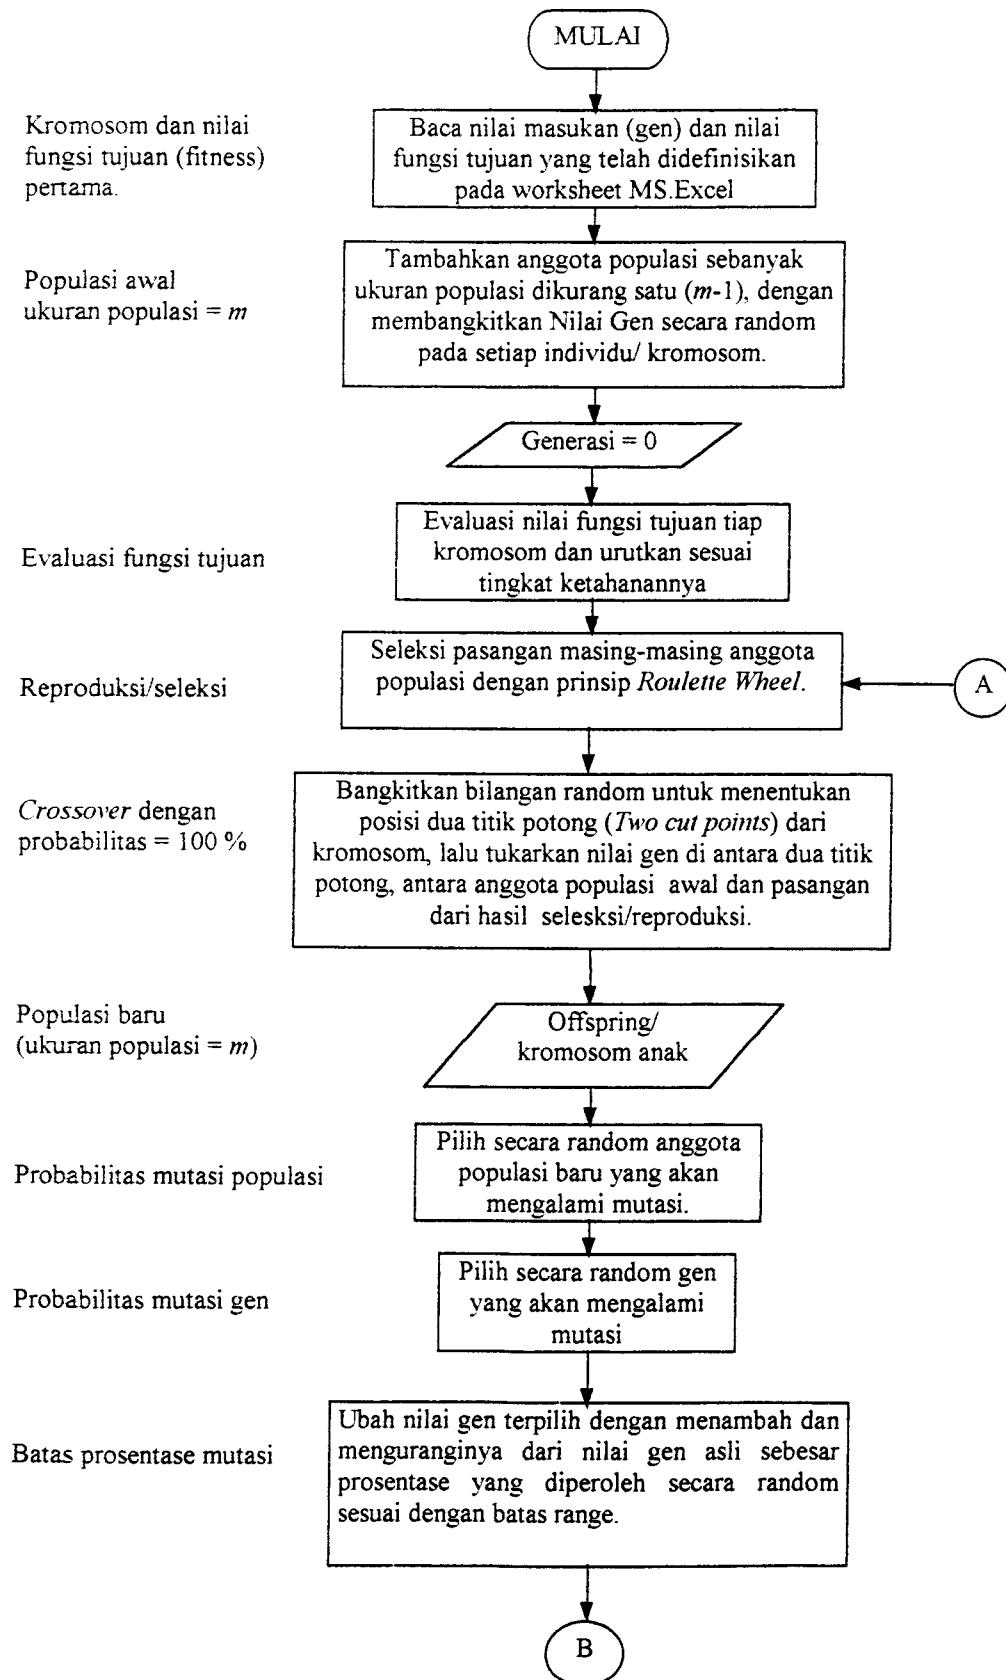 MULAI
Kromosom dan nilai
fungsi tujuan (fitness)
pertama.
Baca nilai masukan (gen) dan nilai
fungsi tujuan yang telah didefinisikan
pada worksheet MS.Excel
Populasi awal
ukuran populasi = m
Tambahkan anggota populasi sebanyak
ukuran populasi dikurang satu (m-1), dengan
membangkitkan Nilai Gen secara random
pada setiap individu/ kromosom.
Generasi = 0
Evaluasi fungsi tujuan
Evaluasi nilai fungsi tujuan tiap
kromosom dan urutkan sesuai
tingkat ketahanannya
Reproduksi/seleksi
Seleksi pasangan masing-masing anggota
populasi dengan prinsip Roulette Wheel.
A
Crossover dengan
probabilitas = 100 %
Bangkitkan bilangan random untuk menentukan
posisi dua titik potong (Two cut points) dari
kromosom, lalu tukarkan nilai gen di antara dua titik
potong, antara anggota populasi awal dan pasangan
dari hasil selesksi/reproduksi.
Populasi baru
(ukuran populasi = m)
Offspring/
kromosom anak
Probabilitas mutasi populasi
Pilih secara random anggota
populasi baru yang akan
mengalami mutasi.
Probabilitas mutasi gen
Pilih secara random gen
yang akan mengalami
mutasi
Batas prosentase mutasi
Ubah nilai gen terpilih dengan menambah dan
menguranginya dari nilai gen asli sebesar
prosentase yang diperoleh secara random
sesuai dengan batas range.
B